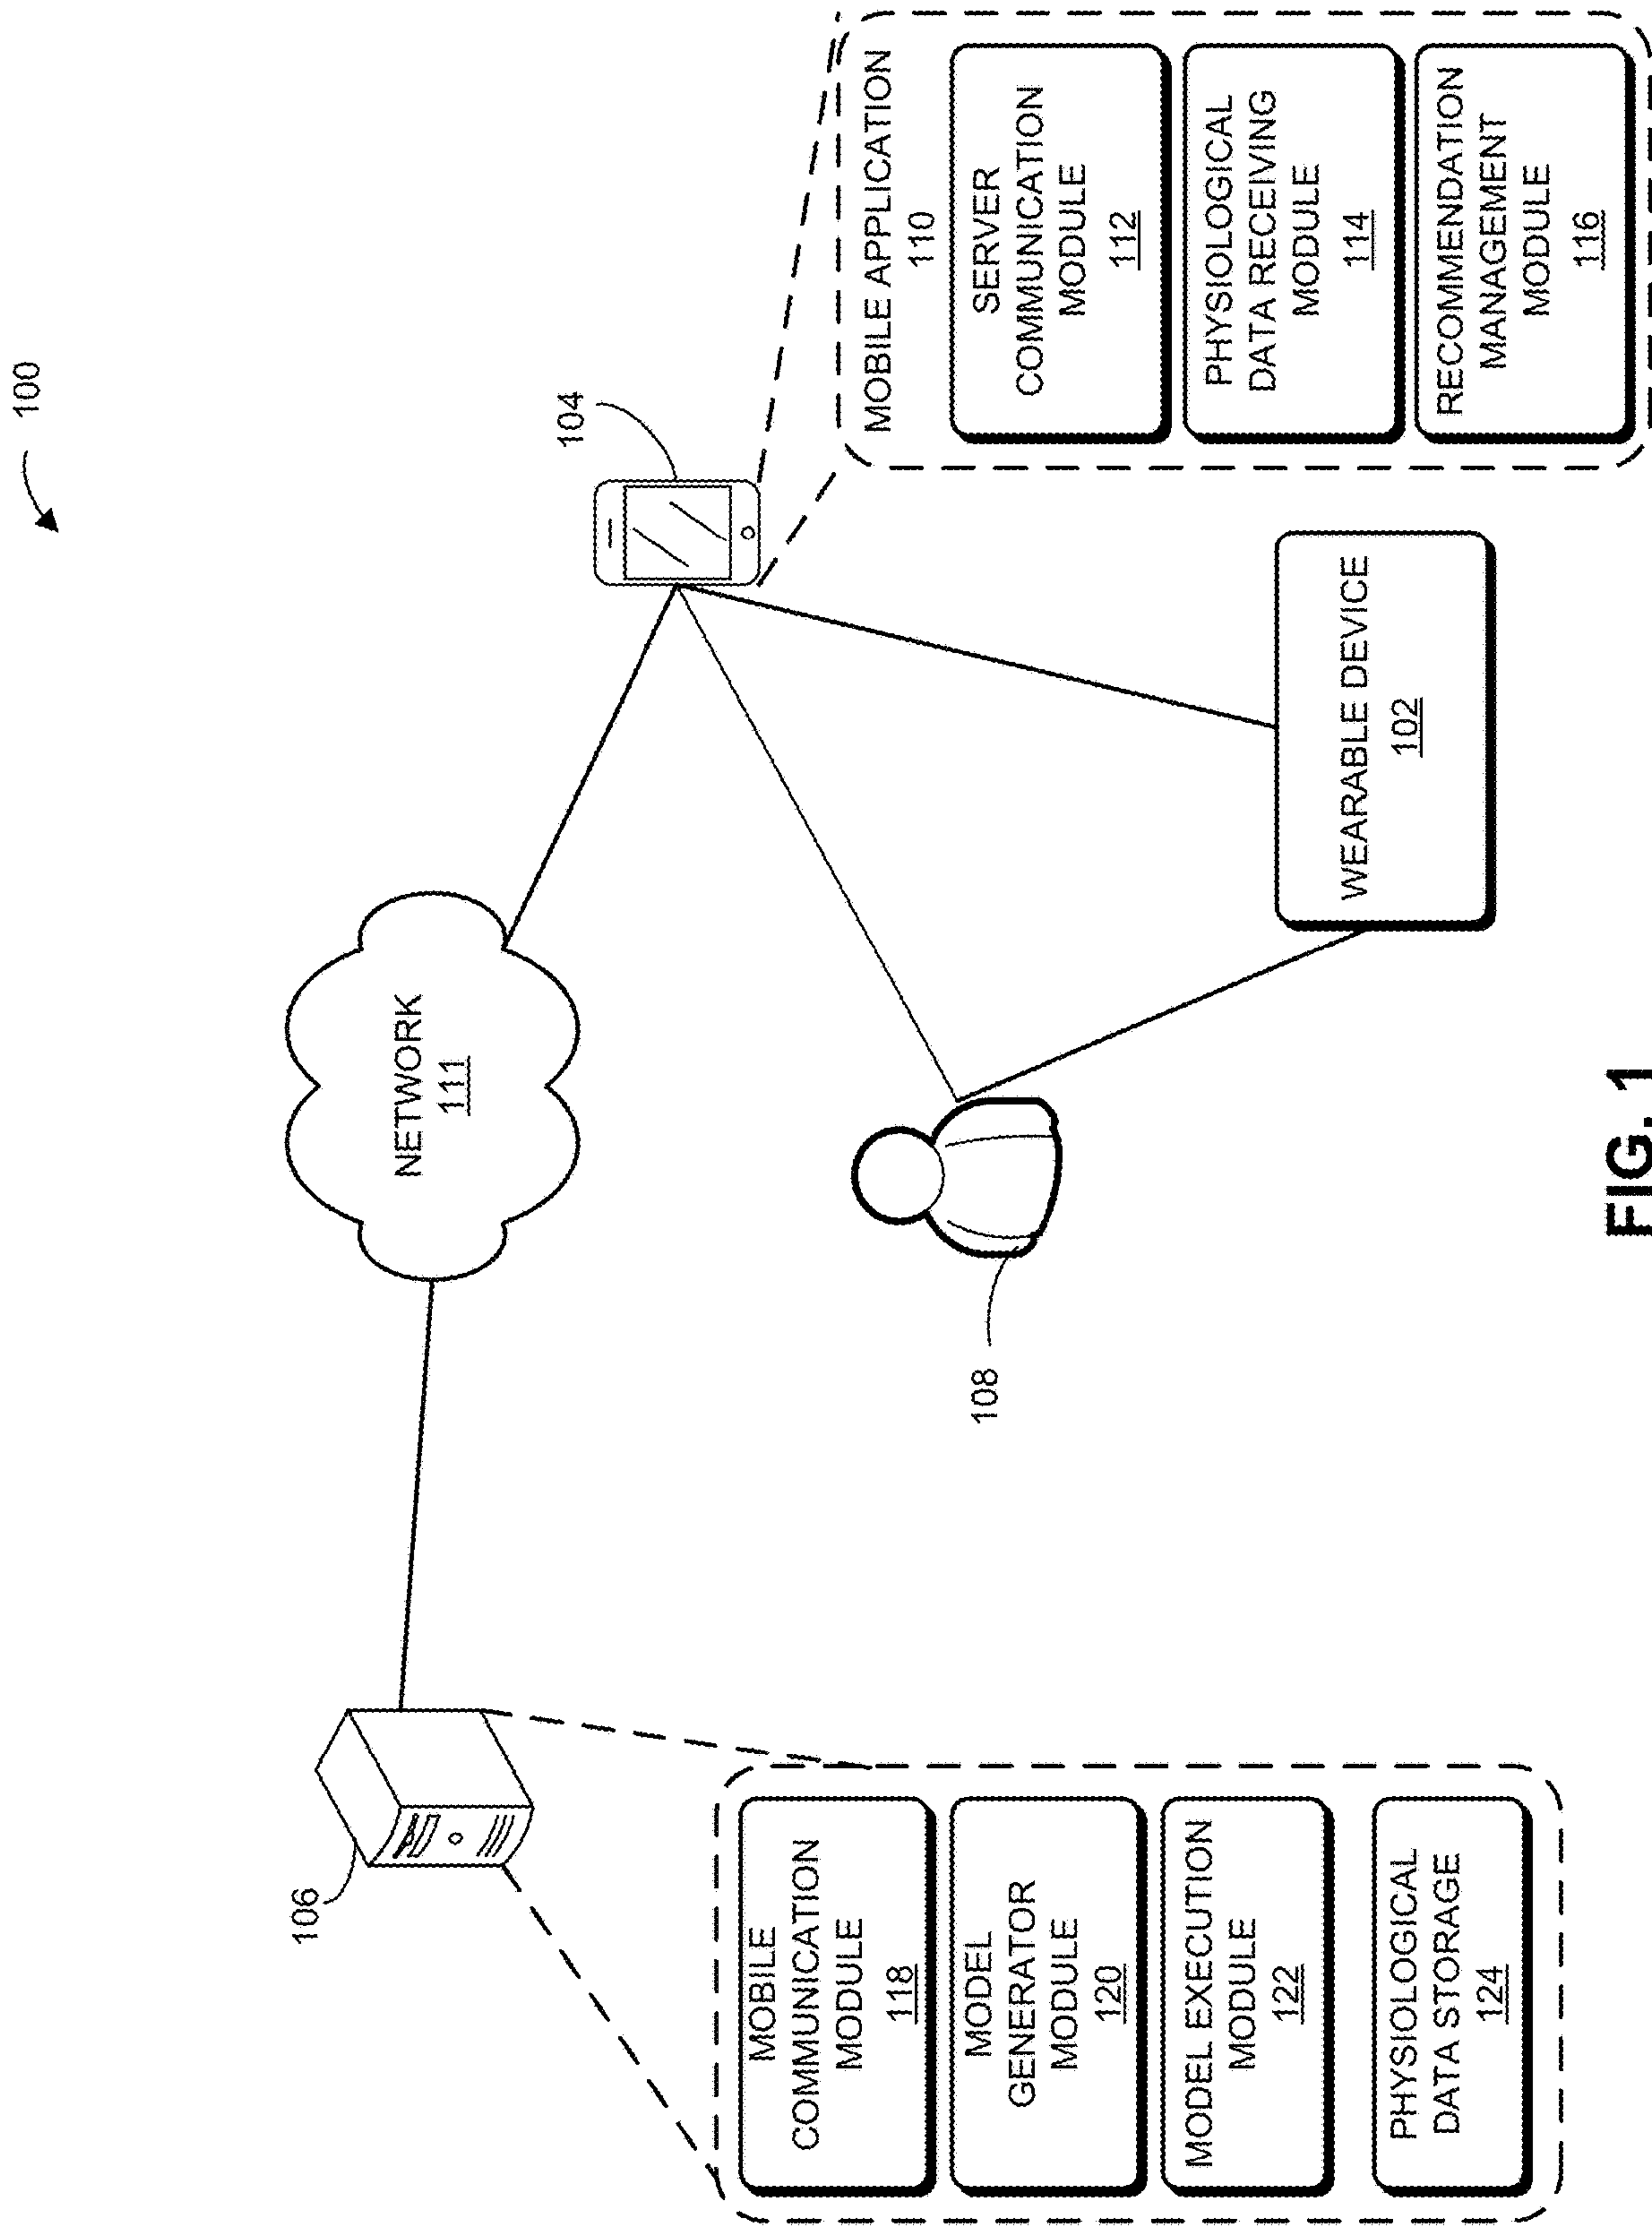 100
104
106
NETWORK
111
108
WEARABLE DEVICE
102
MOBILE
COMMUNICATION
MODULE
118
MODEL
GENERATOR
MODULE
120
MODEL EXECUTION
MODULE
122
PHYSIOLOGICAL
DATA STORAGE
124
MOBILE APPLICATION
110
SERVER
COMMUNICATION
MODULE
112
PHYSIOLOGICAL
DATA RECEIVING
MODULE
114
RECOMMENDATION
MANAGEMENT
MODULE
116
FIG. 1